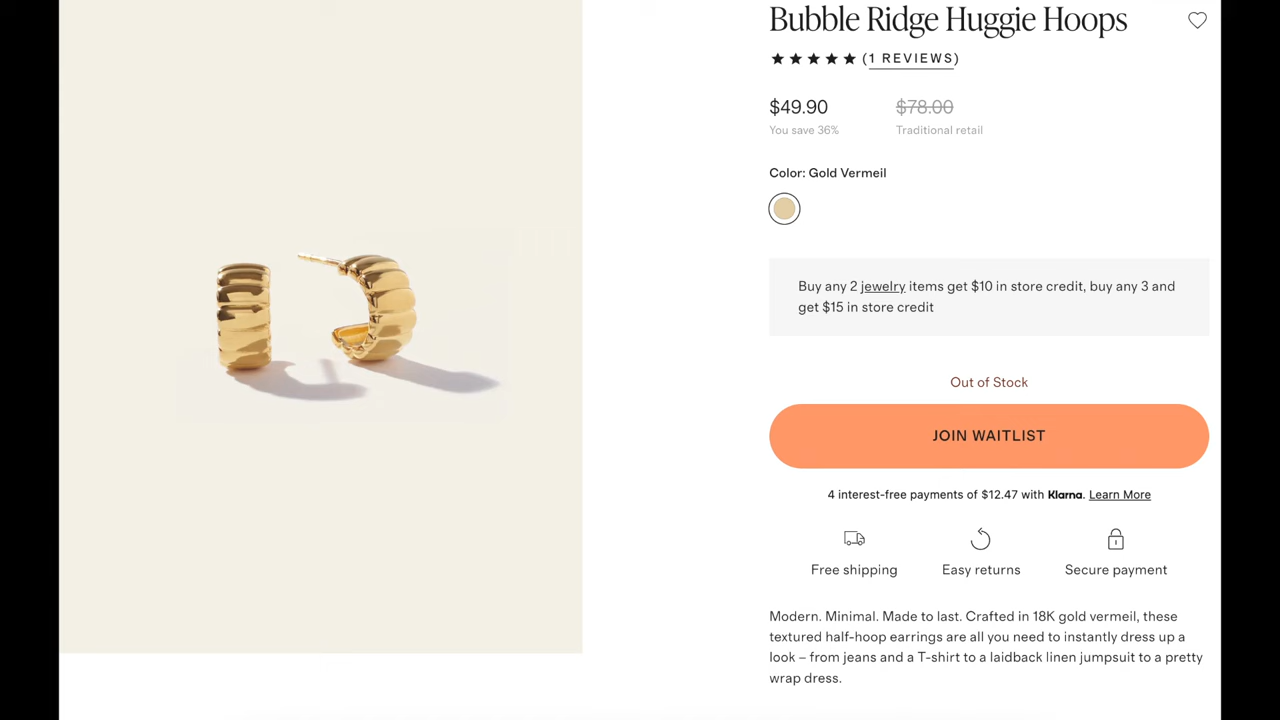 Bubble Ridge Huggie Hoops
(1 REVIEWS)
$49.90 $78.00
You save 36% Traditional retail
Color: Gold Vermeil
Buy any 2 jewelry items get $10 in store credit, buy any 3 and
get $15 in store credit
Out of Stock
JOIN WAITLIST
4 interest-free payments of $12.47 with Klarna. Learn More
Free shipping Easy returns Secure payment
Modern. Minimal. Made to last. Crafted in 18K gold vermeil, these
textured half-hoop earrings are all you need to instantly dress up a
look – from jeans and a T-shirt to a laidback linen jumpsuit to a pretty
wrap dress.